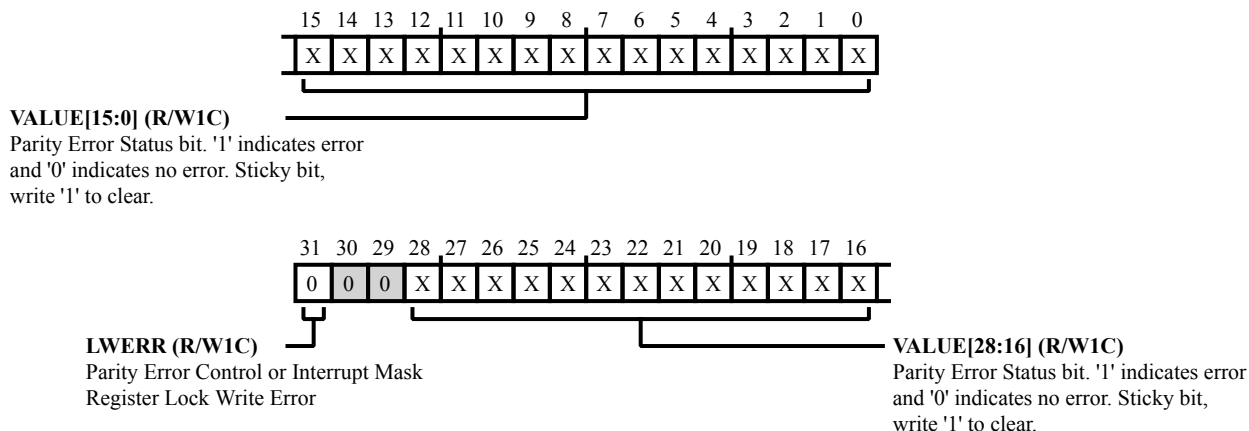 15 14 13 12 11 10 9 8 7 6 5 4 3 2 1 0
X X X X X X X X X X X X X X X X
VALUE[15:0] (R/W1C)
Parity Error Status bit. '1' indicates error
and '0' indicates no error. Sticky bit,
write '1' to clear.
31 30 29 28 27 26 25 24 23 22 21 20 19 18 17 16
0 0 0 X X X X X X X X X X X X X
LWERR (R/W1C)
Parity Error Control or Interrupt Mask
Register Lock Write Error
VALUE[28:16] (R/W1C)
Parity Error Status bit. '1' indicates error
and '0' indicates no error. Sticky bit,
write '1' to clear.